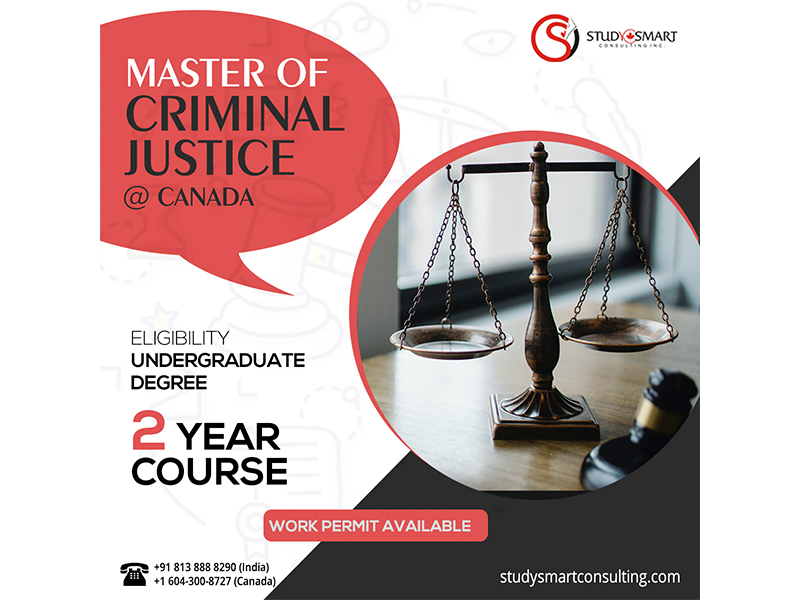 STUDYSMART
CONSULTING INC.
MASTER OF
CRIMINAL
JUSTICE
@ CANADA
ELIGIBILITY
UNDERGRADUATE
DEGREE
2 YEAR
COURSE
WORK PERMIT AVAILABLE
+91 813 888 8290 (India)
+1 604-300-8727 (Canada)
studysmartconsulting.com